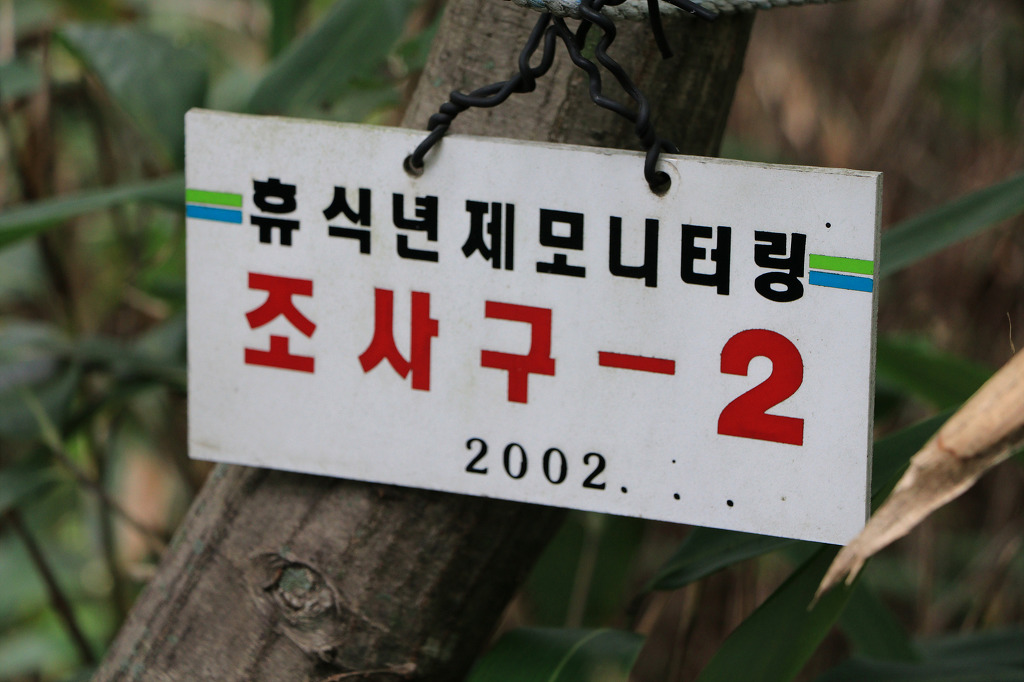 휴식년제모니터링
조사구-2
2002. . .